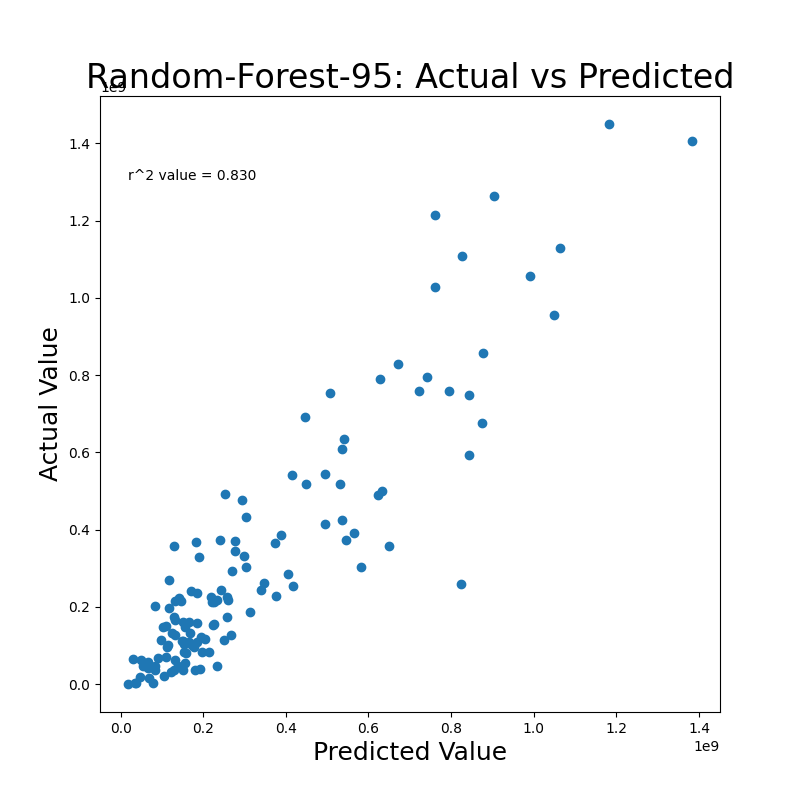 Random-Forest-95: Actual vs Predicted
1e9
r^2 value = 0.830
1.4
1.2
1.0
0.8
0.6
0.4
0.2
0.0
Actual Value
0.0 0.2 0.4 0.6 0.8 1.0 1.2 1.4
1e9
Predicted Value